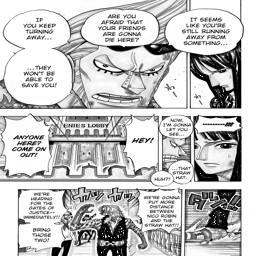 IT SEEMS
LIKE YOU'RE
STILL RUNNING
AWAY FROM
SOMETHING...
ARE YOU
AFRAID THAT
YOUR FRIENDS
ARE GONNA
DIE HERE?
IF
YOU KEEP
TURNING
AWAY...
...THEY
WON'T BE
ABLE TO
SAVE YOU!
NOW,
I'M GONNA
LET YOU
SEE...
...THAT
STRAW
HAT.
HUH?!
HEY!
ENIES LOBBY
ANYONE
HERE?
COME ON
OUT!
WE'RE GONNA
PUT MORE
DISTANCE
BETWEEN
NICO ROBIN
AND THE
STRAW HAT!!
WE'RE
HEADING
FOR THE
GATES OF
JUSTICE--
IMMEDIATELY!!
BRING
THOSE
TWO!